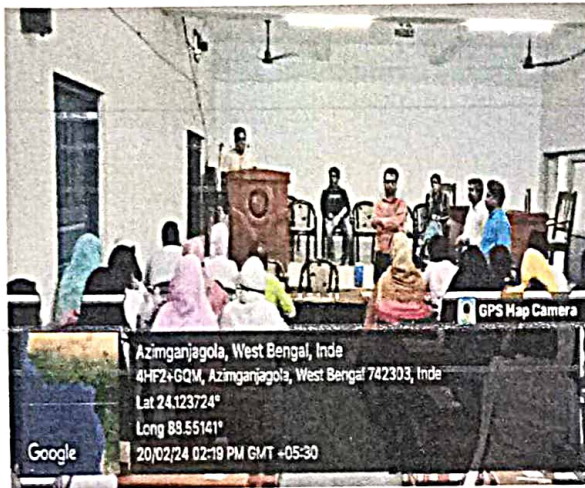 GPS Map Camera
Azimganjagola, West Bengal, Inde
4HF2+GQM, Azimganjagola, West Bengal 742303, Inde
Lat 24.123724°
Long 88.55141°
20/02/24 02:19 PM GMT +05:30
Google